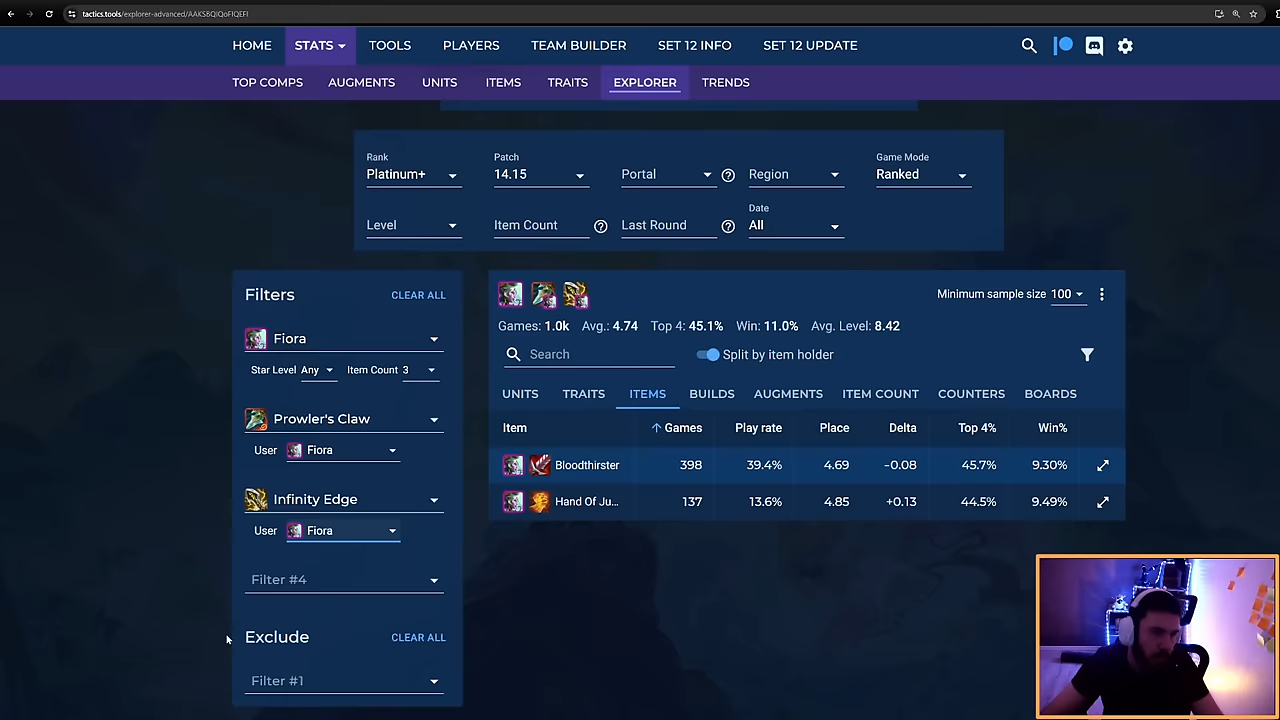 tactics.tools/explorer-advanced/AAKSBQIQoFIQEFI
HOME STATS TOOLS PLAYERS TEAM BUILDER SET 12 INFO SET 12 UPDATE
TOP COMPS AUGMENTS UNITS ITEMS TRAITS EXPLORER TRENDS
Rank Patch Game Mode
Platinum+ 14.15 Portal Region Ranked
Date
Level Item Count Last Round All
Filters CLEAR ALL
Fiora
Star Level Any Item Count 3
Prowler's Claw
User Fiora
Infinity Edge
User Fiora
Filter #4
Exclude CLEAR ALL
Filter #1
Minimum sample size 100
Games: 1.0k Avg.: 4.74 Top 4: 45.1% Win: 11.0% Avg. Level: 8.42
Search Split by item holder
UNITS TRAITS ITEMS BUILDS AUGMENTS ITEM COUNT COUNTERS BOARDS
Item Games Play rate Place Delta Top 4% Win%
Bloodthirster 398 39.4% 4.69 -0.08 45.7% 9.30%
Hand Of Ju... 137 13.6% 4.85 +0.13 44.5% 9.49%